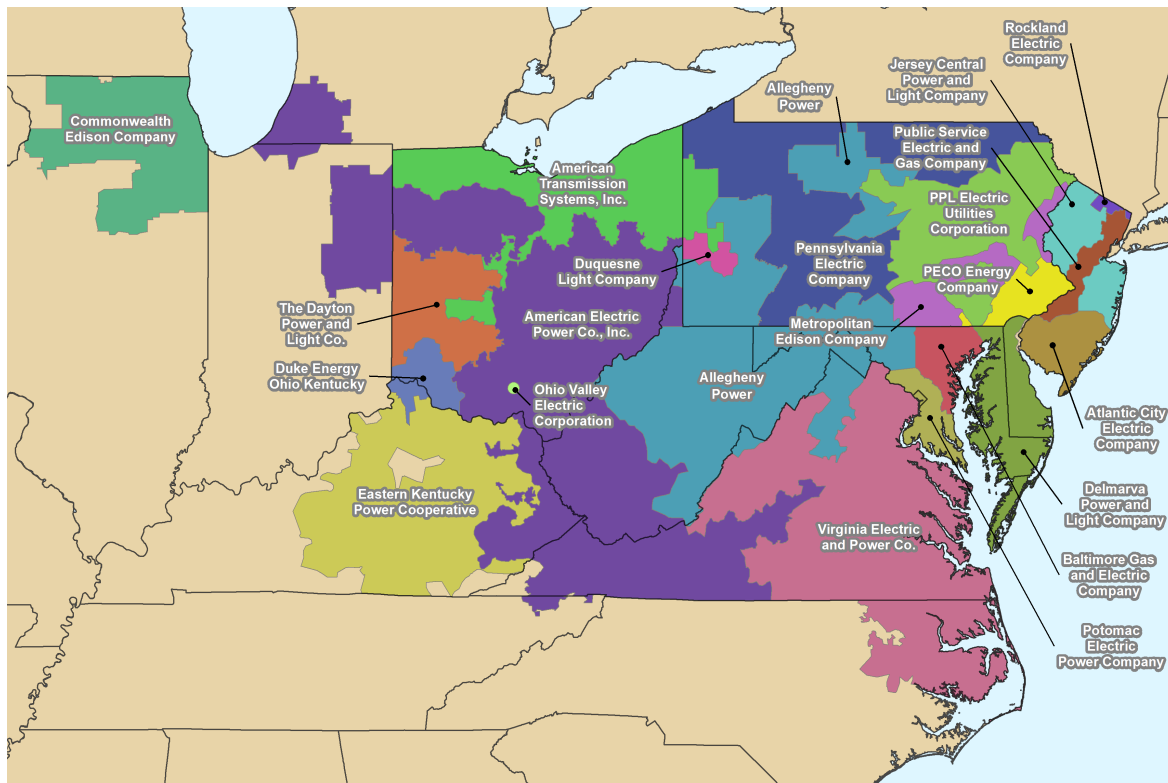 Rockland
Electric
Company
Jersey Central
Power and
Light Company
Allegheny
Power
Commonwealth
Edison Company
Public Service
Electric and
Gas Company
American
Transmission
Systems, Inc.
PPL Electric
Utilities
Corporation
Duquesne
Light Company
Pennsylvania
Electric
Company
PECO Energy
Company
The Dayton
Power and
Light Co.
American Electric
Power Co., Inc.
Metropolitan
Edison Company
Duke Energy
Ohio Kentucky
Ohio Valley
Electric
Corporation
Allegheny
Power
Atlantic City
Electric
Company
Eastern Kentucky
Power Cooperative
Delmarva
Power and
Light Company
Virginia Electric
and Power Co.
Baltimore Gas
and Electric
Company
Potomac
Electric
Power Company